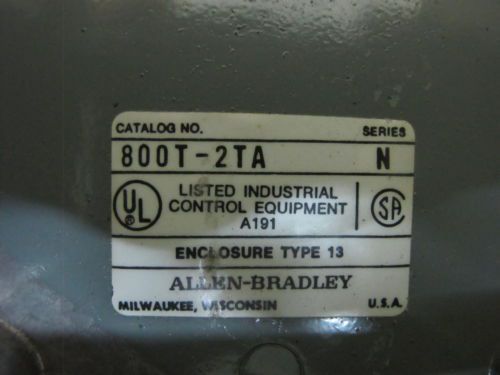 CATALOG NO. SERIES
800T-2TA N
UL
LISTED INDUSTRIAL
CONTROL EQUIPMENT
A191
SA
ENCLOSURE TYPE 13
ALLEN-BRADLEY
MILWAUKEE, WISCONSIN U.S.A.